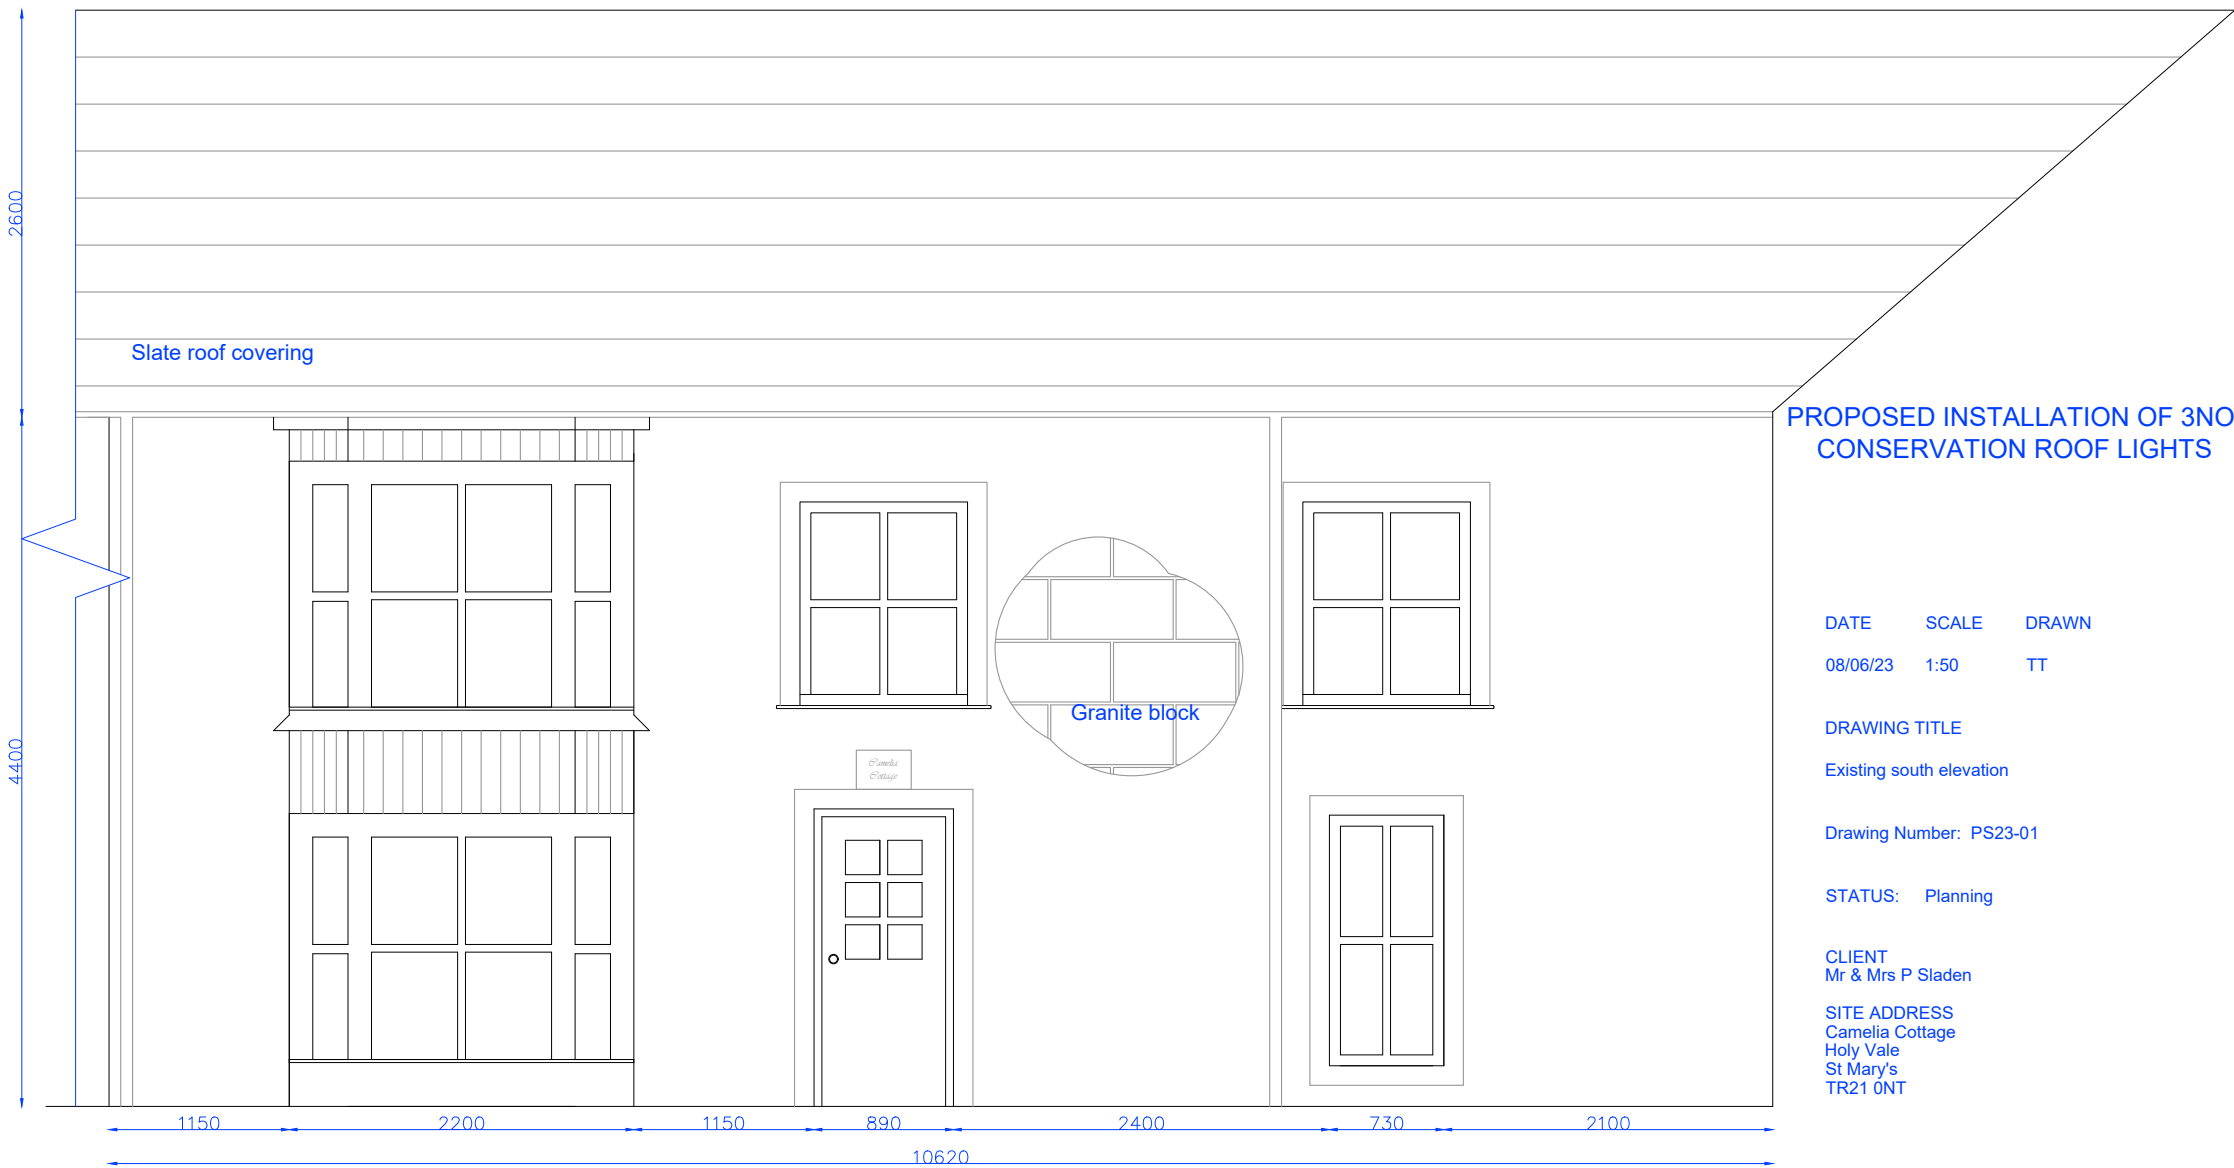 2600
Slate roof covering
PROPOSED INSTALLATION OF 3NO
CONSERVATION ROOF LIGHTS
DATE SCALE DRAWN
08/06/23 1:50 TT
Granite block
DRAWING TITLE
4400
Camelia
Cottage
Existing south elevation
Drawing Number: PS23-01
STATUS: Planning
CLIENT
Mr & Mrs P Sladen
SITE ADDRESS
Camelia Cottage
Holy Vale
St Mary's
TR21 0NT
1150 2200 1150 890 2400 730 2100
10620